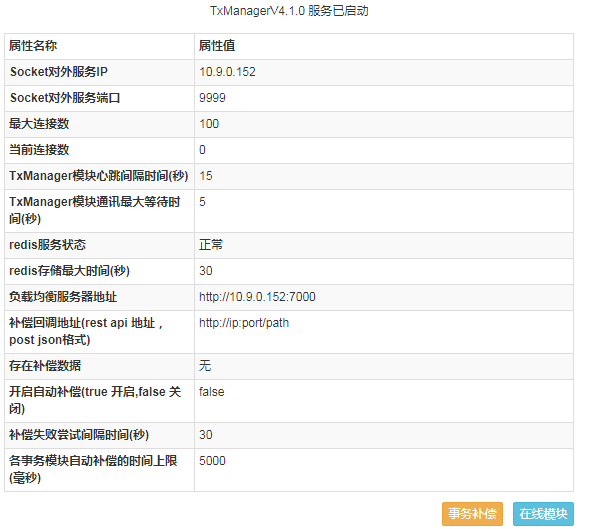 TxManagerV4.1.0 服务已启动
属性名称 属性值
Socket对外服务IP 10.9.0.152
Socket对外服务端口 9999
最大连接数 100
当前连接数 0
TxManager模块心跳间隔时间(秒) 15
TxManager模块通讯最大等待时 5
间(秒)
redis服务状态 正常
redis存储最大时间(秒) 30
负载均衡服务器地址 http://10.9.0.152:7000
补偿回调地址(rest api 地址， http://ip:port/path
post json格式)
存在补偿数据 无
开启自动补偿(true 开启,false 关 false
闭)
补偿失败尝试间隔时间(秒) 30
各事务模块自动补偿的时间上限 5000
(毫秒)
事务补偿 在线模块